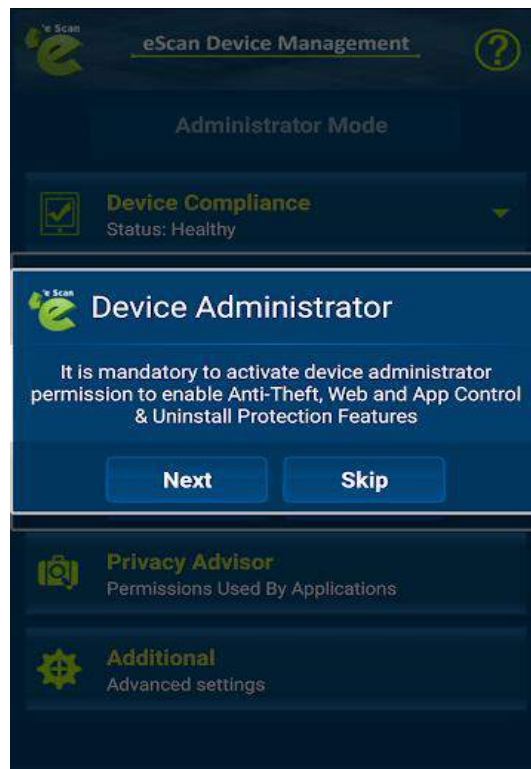 e Scan
eScan Device Management
?
Administrator Mode
Device Compliance
Status: Healthy
e Scan
Device Administrator
It is mandatory to activate device administrator
permission to enable Anti-Theft, Web and App Control
& Uninstall Protection Features
Next Skip
Privacy Advisor
Permissions Used By Applications
Additional
Advanced settings